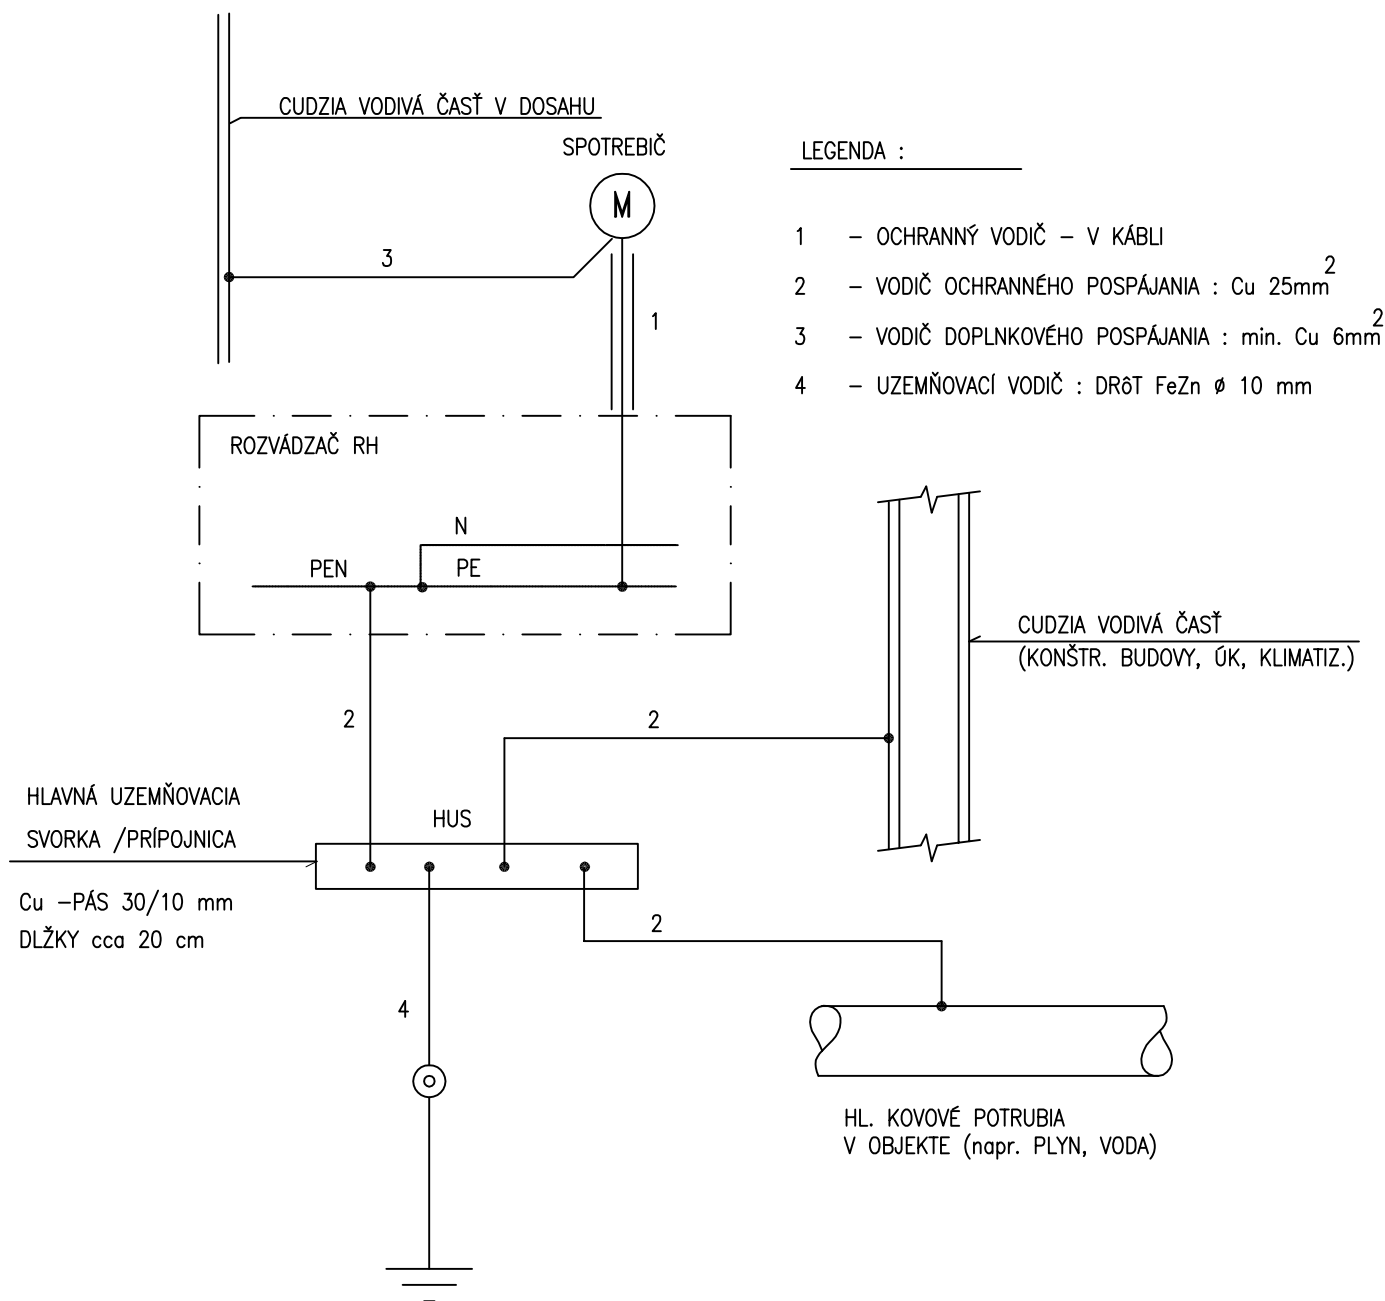 CUDZIA VODIVÁ ČASŤ V DOSAHU
SPOTREBIČ
M
3
1
LEGENDA :
1 – OCHRANNÝ VODIČ – V KÁBLI
2 – VODIČ OCHRANNÉHO POSPÁJANIA : Cu 25mm²
3 – VODIČ DOPLNKOVÉHO POSPÁJANIA : min. Cu 6mm²
4 – UZEMŇOVACÍ VODIČ : DRôT FeZn ø 10 mm
ROZVÁDZAČ RH
N
PEN
PE
CUDZIA VODIVÁ ČASŤ
(KONŠTR. BUDOVY, ÚK, KLIMATIZ.)
2
2
HLAVNÁ UZEMŇOVACIA
SVORKA /PRÍPOJNICA
HUS
Cu –PÁS 30/10 mm
DLŽKY cca 20 cm
2
4
HL. KOVOVÉ POTRUBIA
V OBJEKTE (napr. PLYN, VODA)